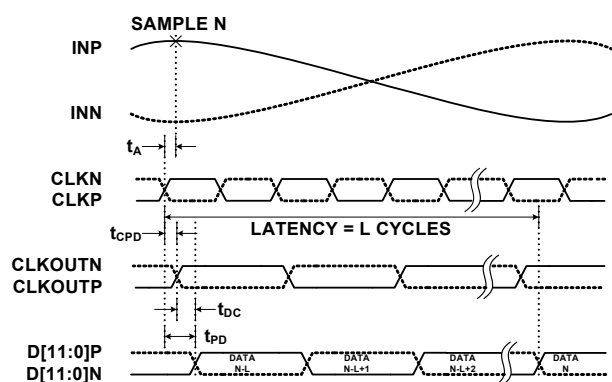 SAMPLE N
INP
INN
tA
CLKN
CLKP
LATENCY = L CYCLES
tCPD
CLKOUTN
CLKOUTP
tDC
tPD
D[11:0]P
D[11:0]N
DATA
N-L
DATA
N-L+1
DATA
N-L+2
DATA
N